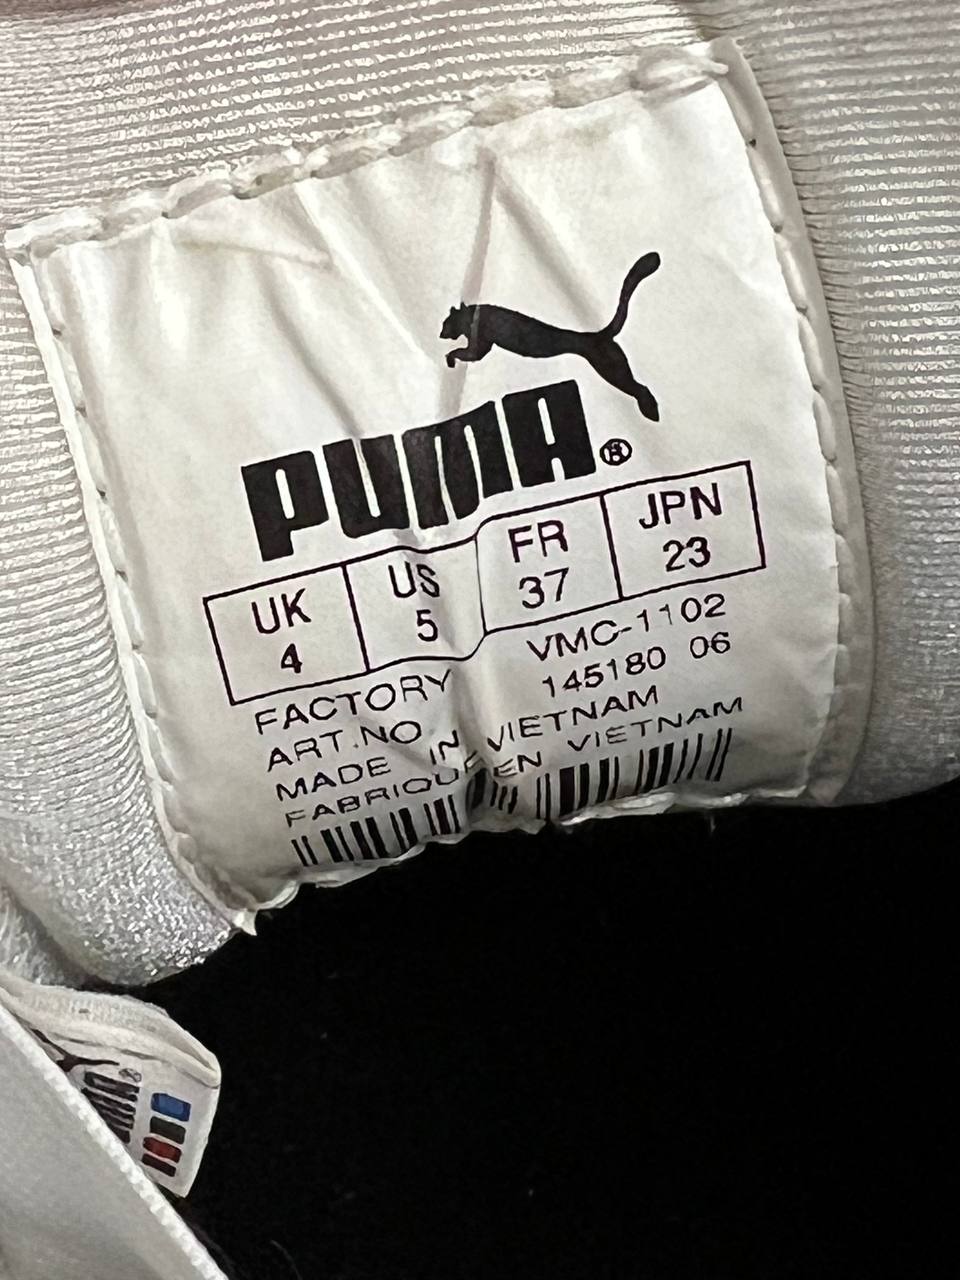 PUMA®
UK US FR JPN
4 5 37 23
FACTORY VMC-1102
ART.NO 145180 06
MADE IN VIETNAM
FABRIQUE EN VIETNAM
PUMA®